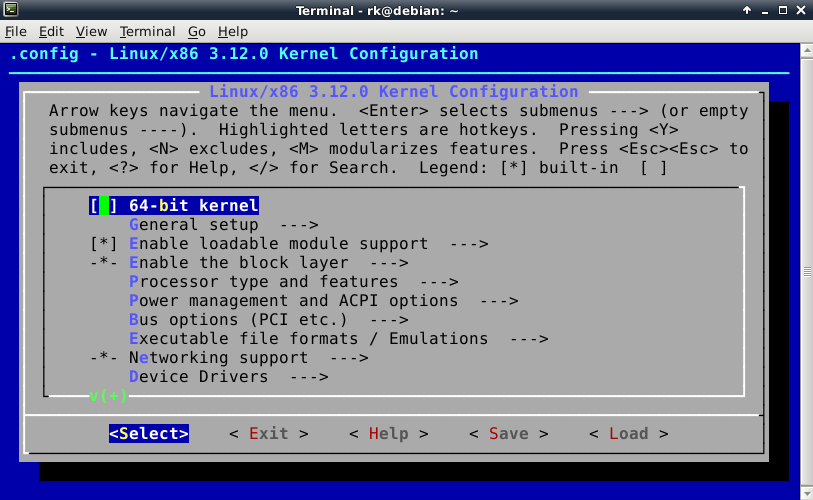 Terminal - rk@debian: ~
File Edit View Terminal Go Help
.config - Linux/x86 3.12.0 Kernel Configuration
Linux/x86 3.12.0 Kernel Configuration
Arrow keys navigate the menu.  <Enter> selects submenus ---> (or empty
submenus ----).  Highlighted letters are hotkeys.  Pressing <Y>
includes, <N> excludes, <M> modularizes features.  Press <Esc><Esc> to
exit, <?> for Help, </> for Search.  Legend: [*] built-in  [ ]
[ ] 64-bit kernel
General setup  --->
[*] Enable loadable module support  --->
-*- Enable the block layer  --->
Processor type and features  --->
Power management and ACPI options  --->
Bus options (PCI etc.)  --->
Executable file formats / Emulations  --->
-*- Networking support  --->
Device Drivers  --->
v(+)
<Select>    < Exit >    < Help >    < Save >    < Load >